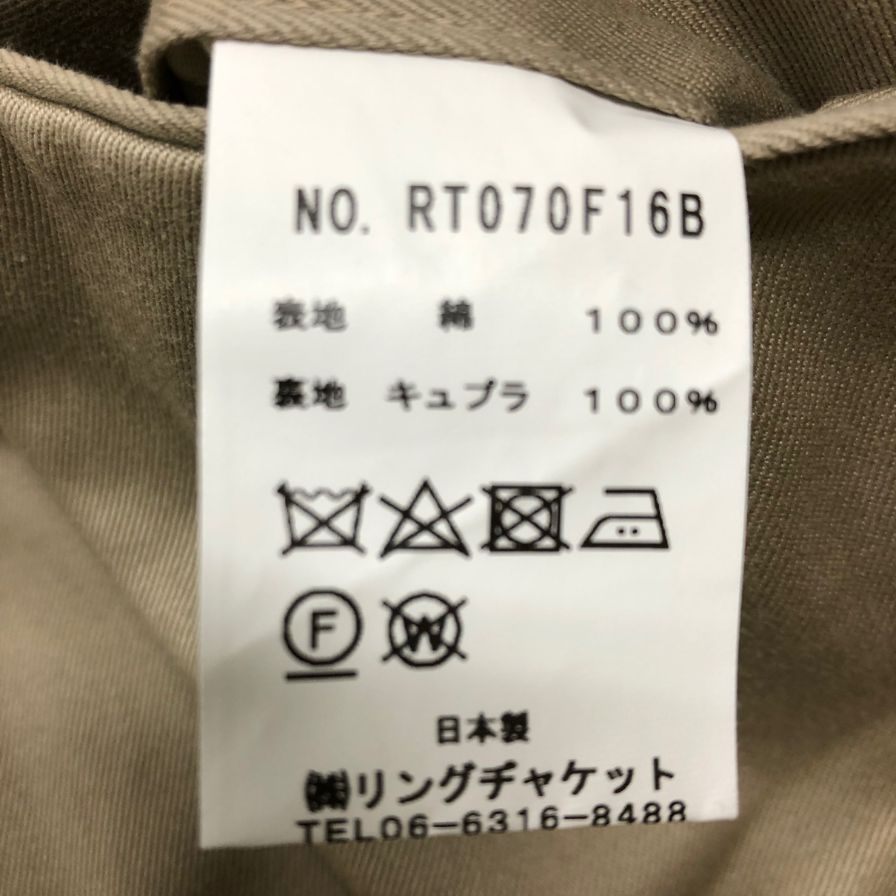 NO. RT070F16B
表地 綿 100%
裏地 キュプラ 100%
F W
日本製
㈱リングヂャケット
TEL06-6316-8488